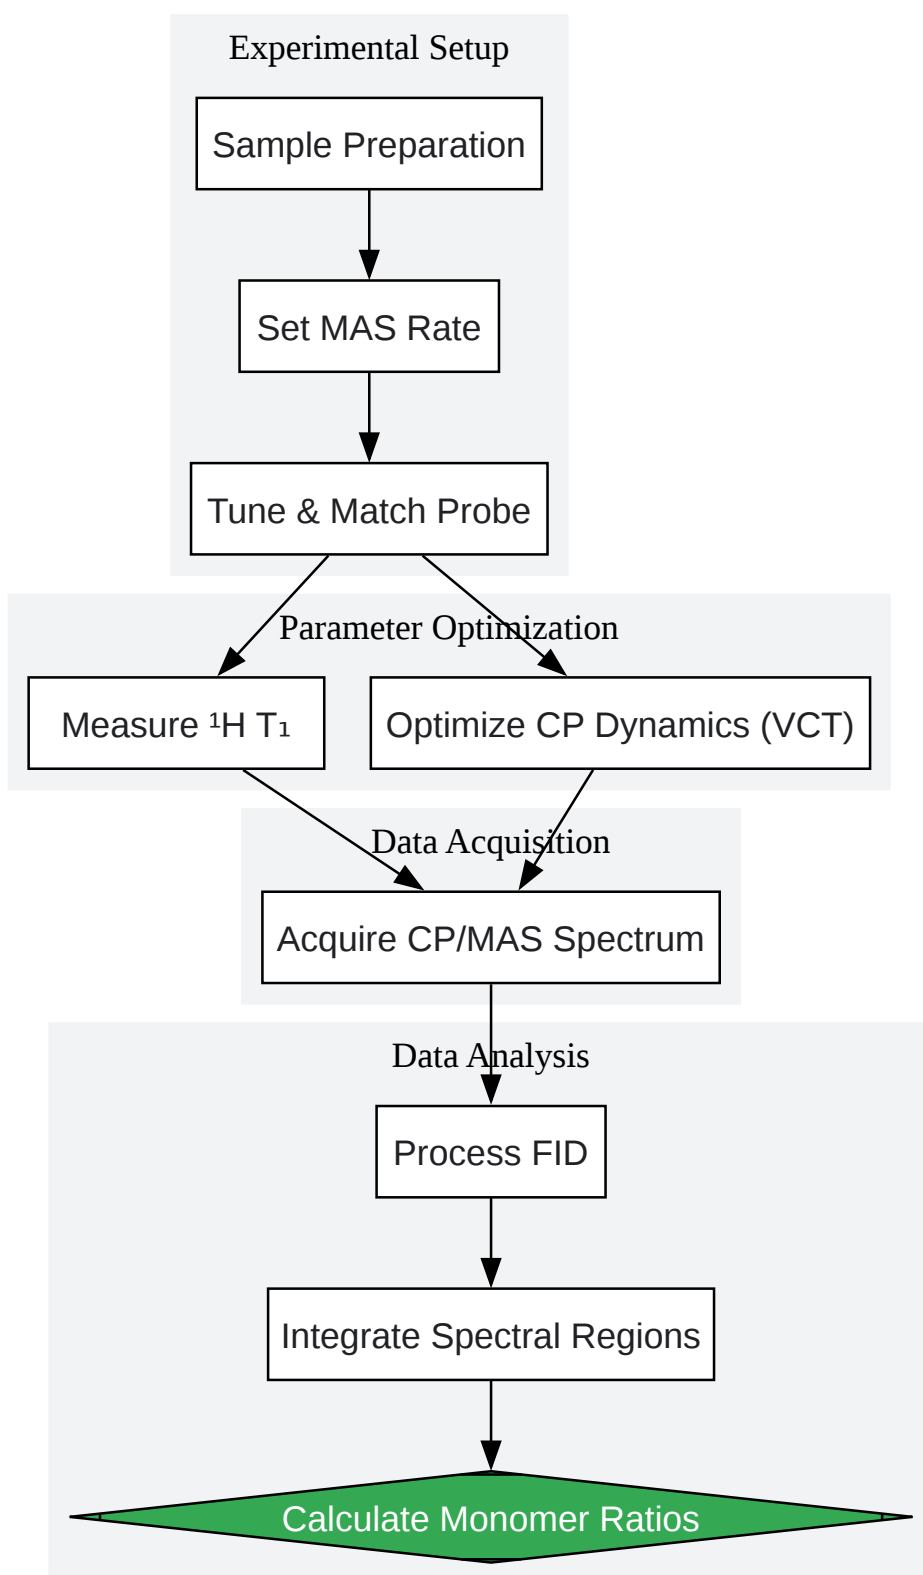 Experimental Setup
Sample Preparation
Set MAS Rate
Tune & Match Probe
Parameter Optimization
Measure ¹H T₁
Optimize CP Dynamics (VCT)
Data Acquisition
Acquire CP/MAS Spectrum
Data Analysis
Process FID
Integrate Spectral Regions
Calculate Monomer Ratios